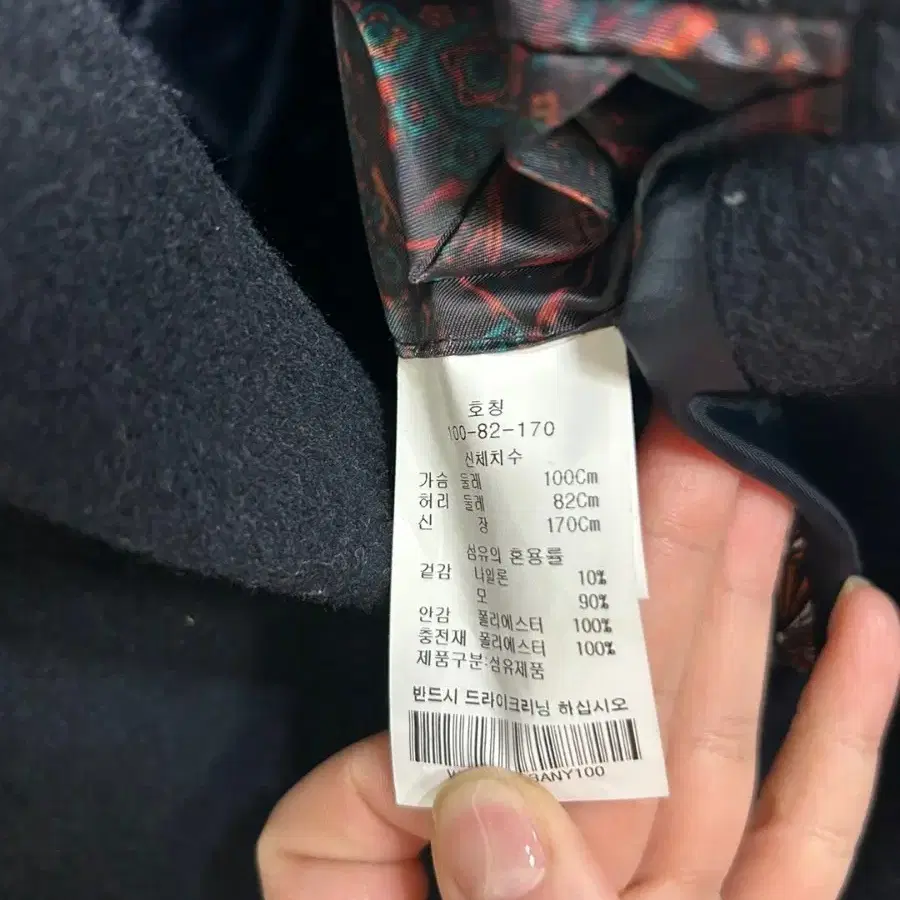 호칭
100-82-170
신체치수
가슴 둘레 100Cm
허리 둘레 82Cm
신 장 170Cm
섬유의 혼용률
겉감 나일론 10%
모 90%
안감 폴리에스터 100%
충전재 폴리에스터 100%
제품구분:섬유제품
반드시 드라이크리닝 하십시오
3ANY100